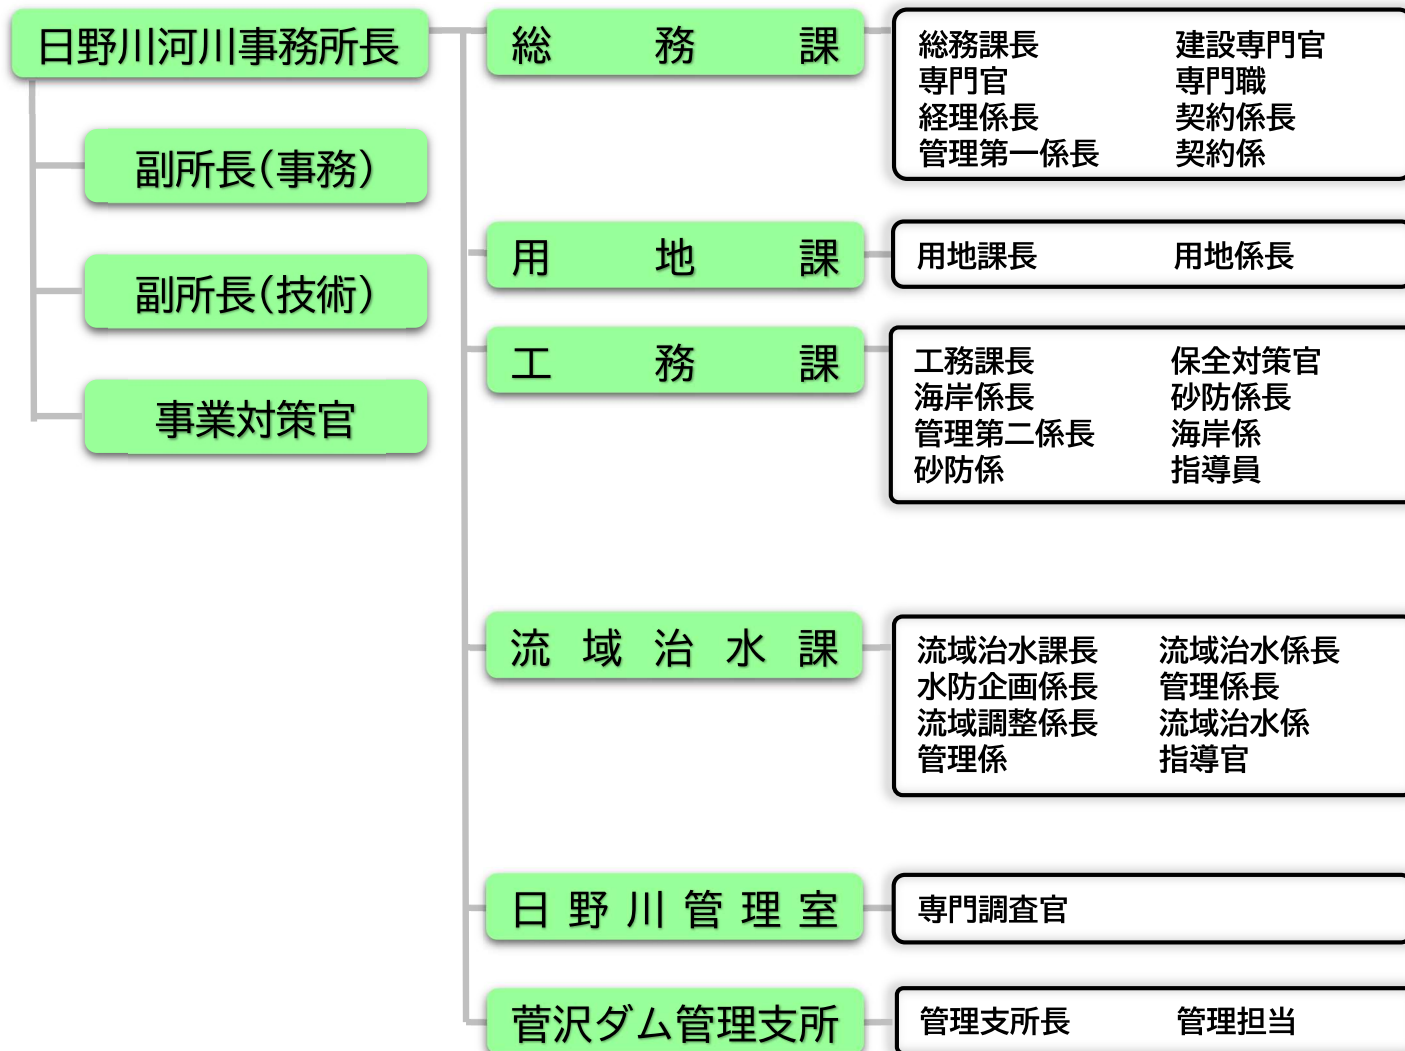 日野川河川事務所長
副所長(事務)
副所長(技術)
事業対策官
総務課
総務課長 建設専門官
専門官 専門職
経理係長 契約係長
管理第一係長 契約係
用地課
用地課長 用地係長
工務課
工務課長 保全対策官
海岸係長 砂防係長
管理第二係長 海岸係
砂防係 指導員
流域治水課
流域治水課長 流域治水係長
水防企画係長 管理係長
流域調整係長 流域治水係
管理係 指導官
日野川管理室
専門調査官
菅沢ダム管理支所
管理支所長 管理担当